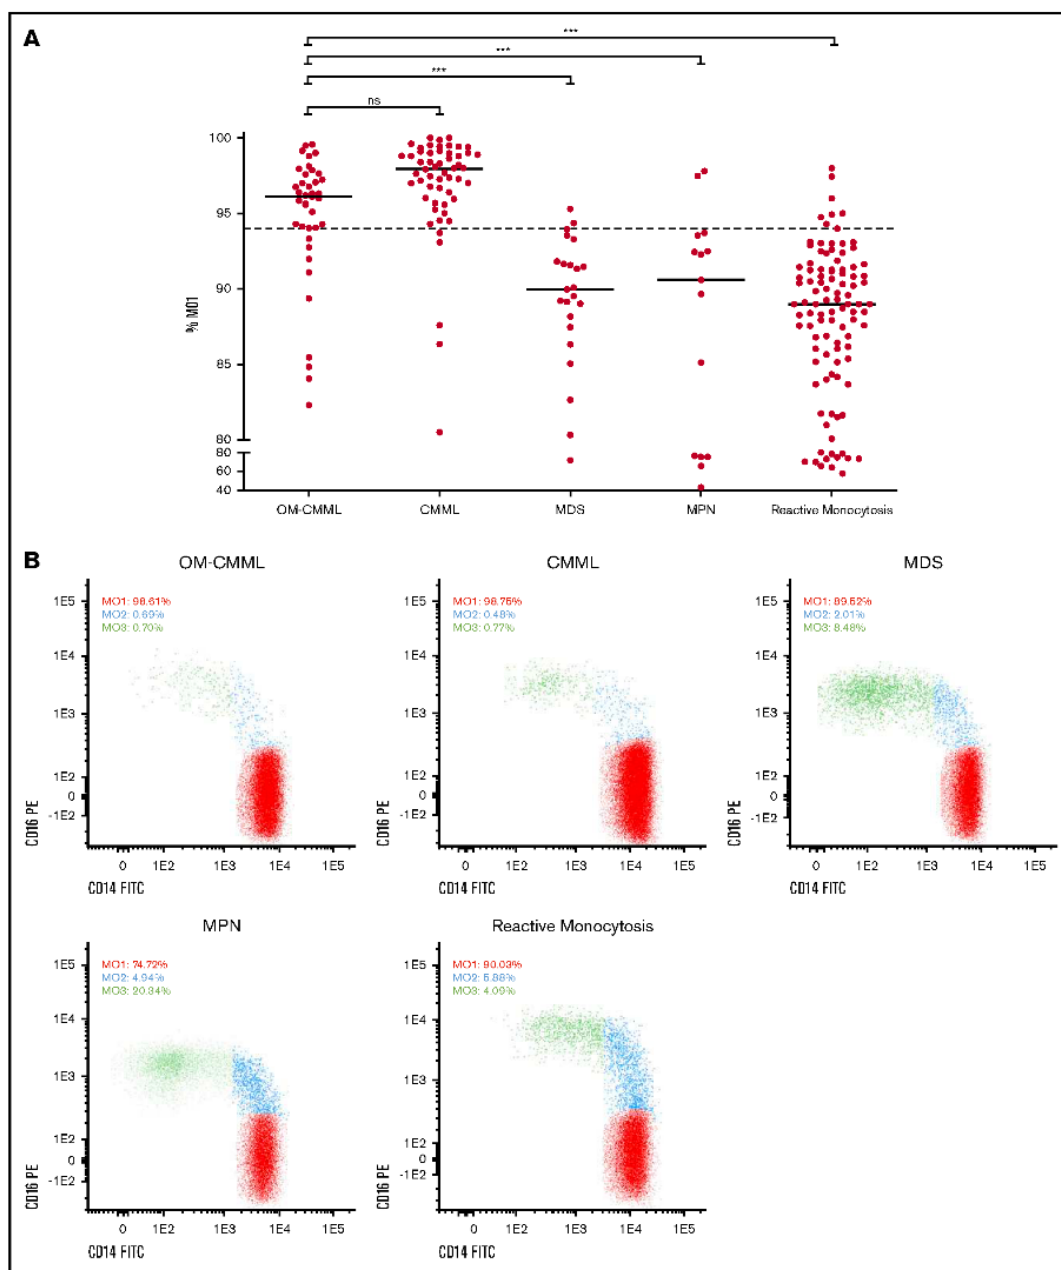 A
***
***
***
ns
100
95
90
85
80
80
60
40
% MO1
OM-CMML CMML MDS MPN Reactive Monocytosis
B
OM-CMML
1E5
1E4
1E3
1E2
0
-1E2
MO1: 98.61%
MO2: 0.69%
MO3: 0.70%
CD16 PE
0 1E2 1E3 1E4 1E5
CD14 FITC
CMML
1E5
1E4
1E3
1E2
0
-1E2
MO1: 98.75%
MO2: 0.48%
MO3: 0.77%
CD16 PE
0 1E2 1E3 1E4 1E5
CD14 FITC
MDS
1E5
1E4
1E3
1E2
0
-1E2
MO1: 89.52%
MO2: 2.01%
MO3: 8.48%
CD16 PE
0 1E2 1E3 1E4 1E5
CD14 FITC
MPN
1E5
1E4
1E3
1E2
0
-1E2
MO1: 74.72%
MO2: 4.94%
MO3: 20.34%
CD16 PE
0 1E2 1E3 1E4 1E5
CD14 FITC
Reactive Monocytosis
1E5
1E4
1E3
1E2
0
-1E2
MO1: 90.03%
MO2: 5.88%
MO3: 4.09%
CD16 PE
0 1E2 1E3 1E4 1E5
CD14 FITC